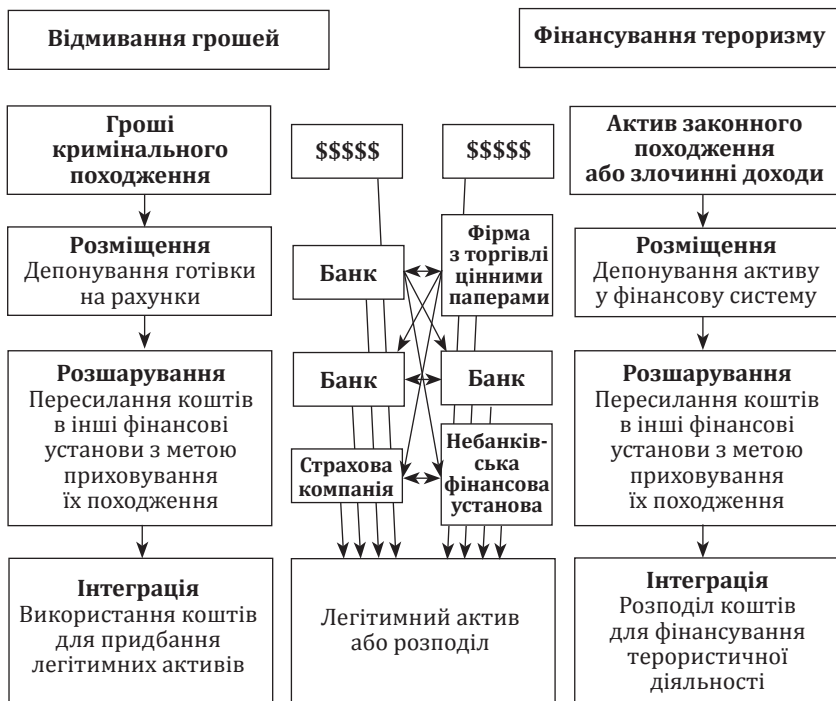 Відмивання грошей
Фінансування тероризму
Гроші
кримінального
походження
$$$$$
$$$$$
Актив законного
походження
або злочинні доходи
Розміщення
Депонування готівки
на рахунки
Банк
Фірма
з торгівлі
цінними
паперами
Розміщення
Депонування активу
у фінансову систему
Розшарування
Пересилання коштів
в інші фінансові
установи з метою
приховування
їх походження
Банк
Банк
Страхова
компанія
Небанків-
ська
фінансова
установа
Розшарування
Пересилання коштів
в інші фінансові
установи з метою
приховування
їх походження
Інтеграція
Використання коштів
для придбання
легітимних активів
Легітимний актив
або розподіл
Інтеграція
Розподіл коштів
для фінансування
терористичної
діяльності